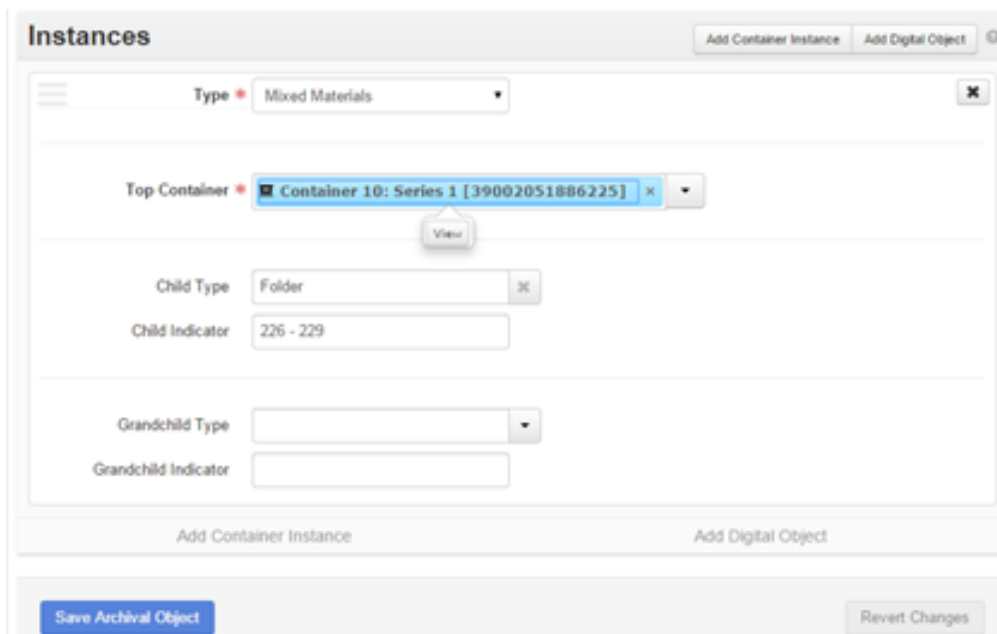 Instances
Add Container Instance Add Digital Object
Type * Mixed Materials
Top Container * Container 10: Series 1 [39002051886225] ×
View
Child Type Folder
Child Indicator 226 - 229
Grandchild Type
Grandchild Indicator
Add Container Instance Add Digital Object
Save Archival Object Revert Changes